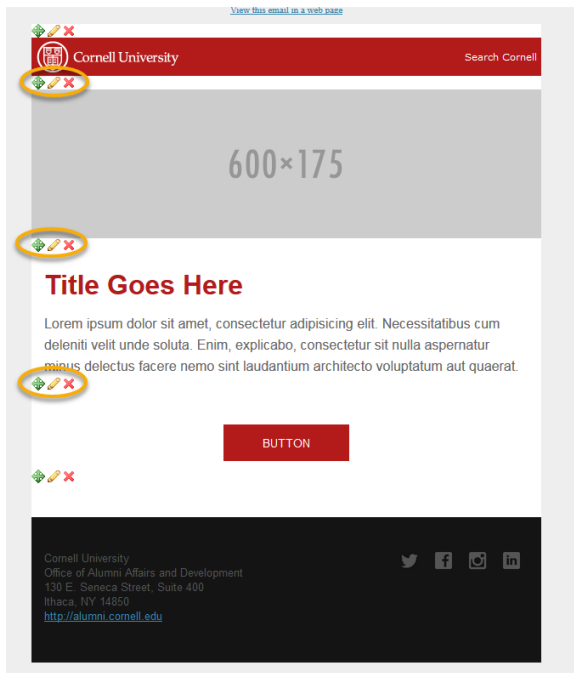 View this email in a web page
Cornell University
Search Cornell
600×175
Title Goes Here
Lorem ipsum dolor sit amet, consectetur adipisicing elit. Necessitatibus cum
deleniti velit unde soluta. Enim, explicabo, consectetur sit nulla aspernatur
minus delectus facere nemo sint laudantium architecto voluptatum aut quaerat.
BUTTON
Cornell University
Office of Alumni Affairs and Development
130 E. Seneca Street, Suite 400
Ithaca, NY 14850
http://alumni.cornell.edu